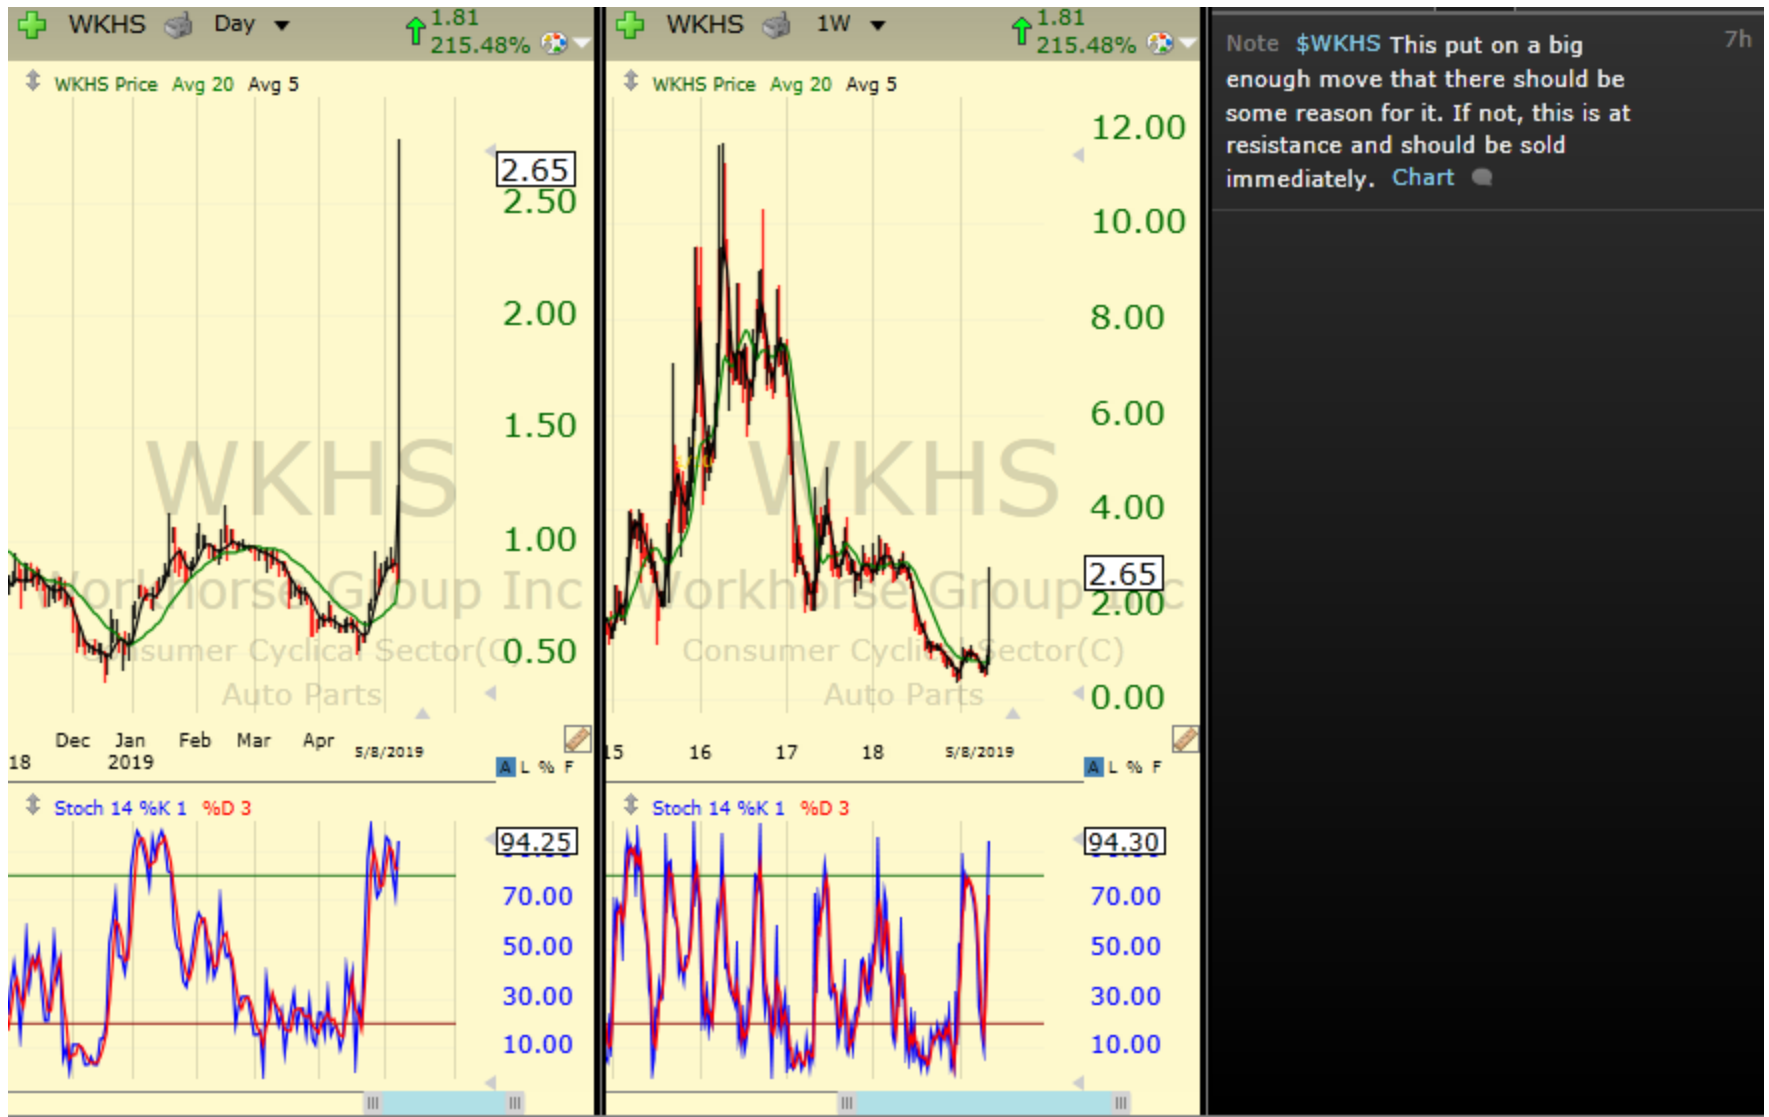 WKHS Day
1.81
215.48%
WKHS Price Avg 20 Avg 5
2.65
2.50
2.00
1.50
1.00
0.50
WKHS
Workhorse Group Inc
Consumer Cyclical Sector(C)
Auto Parts
Dec Jan Feb Mar Apr 5/8/2019
18 2019
A L % F
Stoch 14 %K 1 %D 3
94.25
70.00
50.00
30.00
10.00
WKHS 1W
1.81
215.48%
WKHS Price Avg 20 Avg 5
12.00
10.00
8.00
6.00
4.00
2.65
2.00
0.00
WKHS
Workhorse Group Inc
Consumer Cyclical Sector(C)
Auto Parts
15 16 17 18 5/8/2019
A L % F
Stoch 14 %K 1 %D 3
94.30
70.00
50.00
30.00
10.00
Note $WKHS This put on a big 7h
enough move that there should be
some reason for it. If not, this is at
resistance and should be sold
immediately. Chart